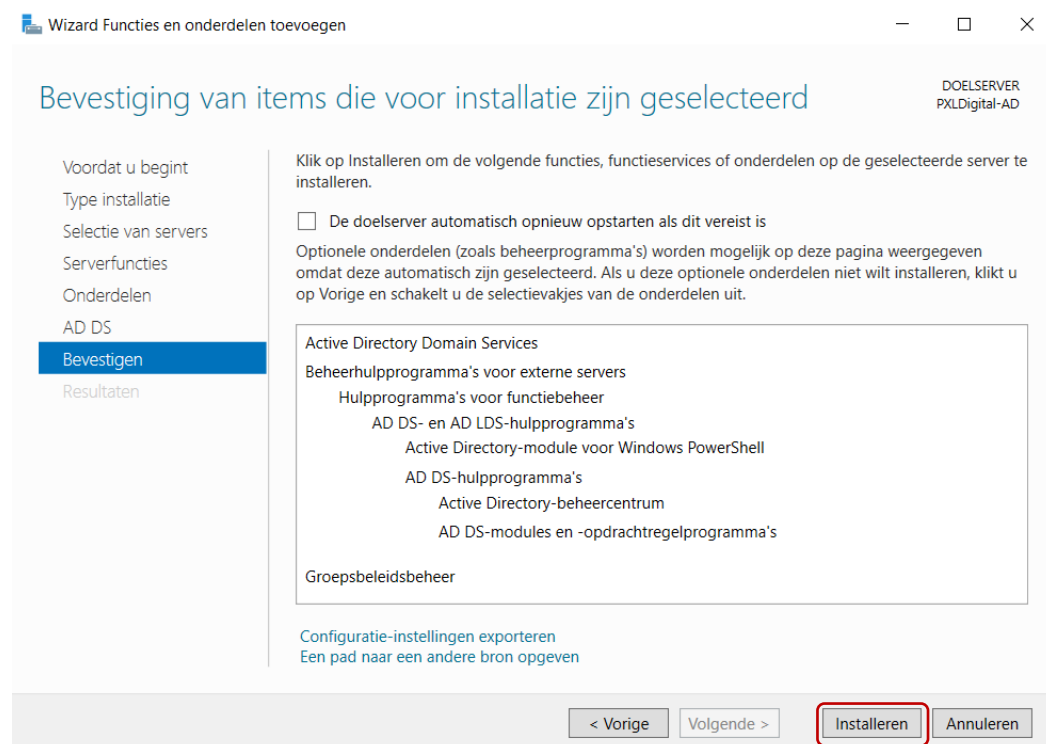 Wizard Functies en onderdelen toevoegen
Bevestiging van items die voor installatie zijn geselecteerd
DOELSERVER
PXLDigital-AD
Voordat u begint
Type installatie
Selectie van servers
Serverfuncties
Onderdelen
AD DS
Bevestigen
Resultaten
Klik op Installeren om de volgende functies, functieservices of onderdelen op de geselecteerde server te
installeren.
De doelserver automatisch opnieuw opstarten als dit vereist is
Optionele onderdelen (zoals beheerprogramma's) worden mogelijk op deze pagina weergegeven
omdat deze automatisch zijn geselecteerd. Als u deze optionele onderdelen niet wilt installeren, klikt u
op Vorige en schakelt u de selectievakjes van de onderdelen uit.
Active Directory Domain Services
Beheerhulpprogramma's voor externe servers
Hulpprogramma's voor functiebeheer
AD DS- en AD LDS-hulpprogramma's
Active Directory-module voor Windows PowerShell
AD DS-hulpprogramma's
Active Directory-beheercentrum
AD DS-modules en -opdrachtregelprogramma's
Groepsbeleidsbeheer
Configuratie-instellingen exporteren
Een pad naar een andere bron opgeven
< Vorige
Volgende >
Installeren
Annuleren